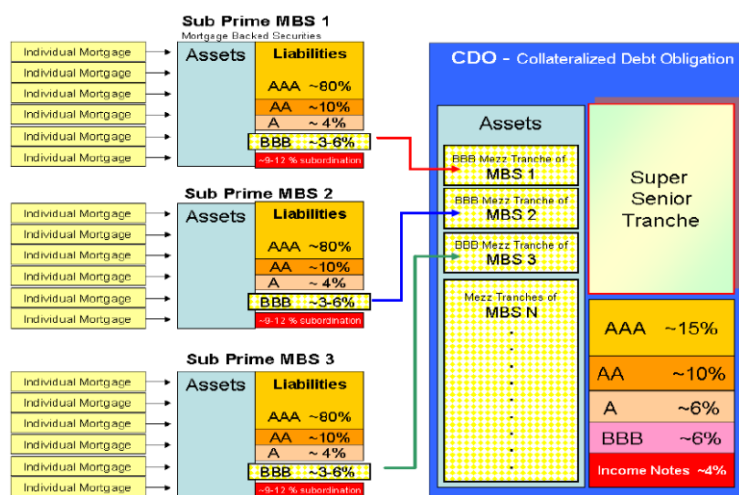 Sub Prime MBS 1
Mortgage Backed Securities
Individual Mortgage
Individual Mortgage
Individual Mortgage
Individual Mortgage
Individual Mortgage
Individual Mortgage
Assets
Liabilities
AAA ~80%
AA ~10%
A ~ 4%
BBB ~3-6%
~9-12 % subordination
Sub Prime MBS 2
Individual Mortgage
Individual Mortgage
Individual Mortgage
Individual Mortgage
Individual Mortgage
Individual Mortgage
Assets
Liabilities
AAA ~80%
AA ~10%
A ~ 4%
BBB ~3-6%
~9-12 % subordination
Sub Prime MBS 3
Individual Mortgage
Individual Mortgage
Individual Mortgage
Individual Mortgage
Individual Mortgage
Individual Mortgage
Assets
Liabilities
AAA ~80%
AA ~10%
A ~ 4%
BBB ~3-6%
~9-12 % subordination
CDO - Collateralized Debt Obligation
Assets
BBB Mezz Tranche of
MBS 1
BBB Mezz Tranche of
MBS 2
BBB Mezz Tranche of
MBS 3
Mezz Tranches of
MBS N
Super
Senior
Tranche
AAA ~15%
AA ~10%
A ~6%
BBB ~6%
Income Notes ~4%